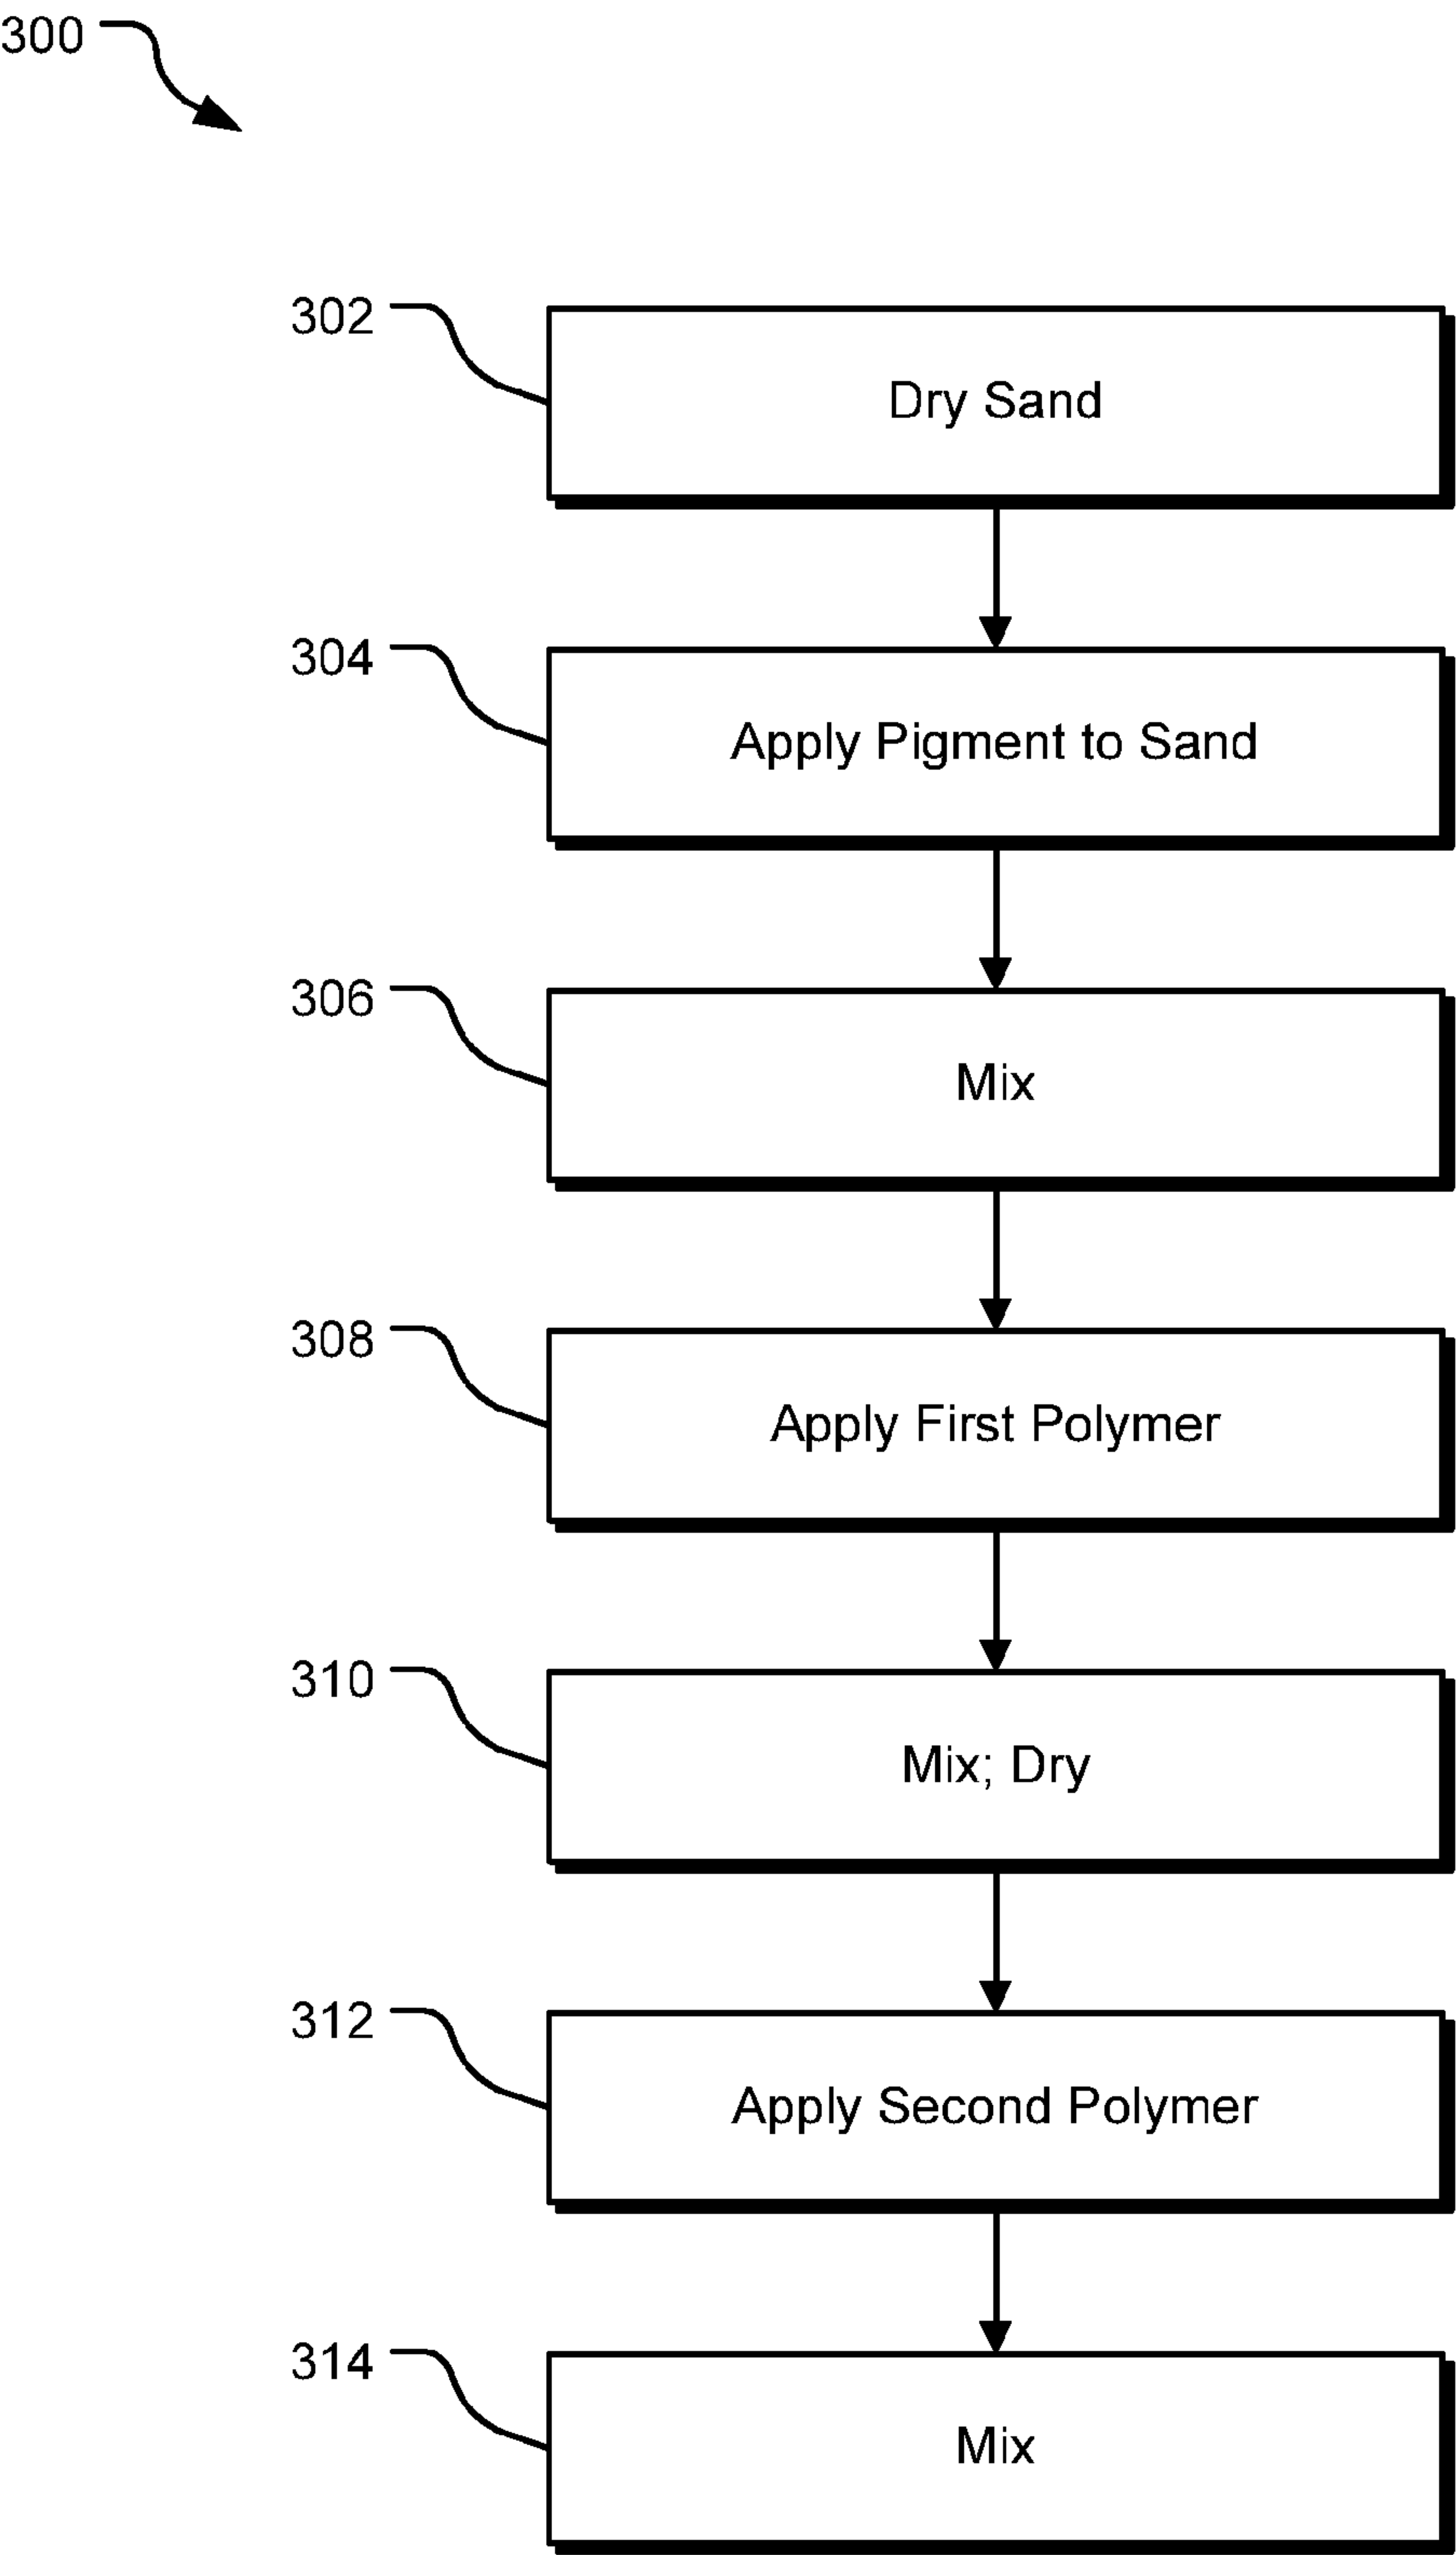 300
302
Dry Sand
304
Apply Pigment to Sand
306
Mix
308
Apply First Polymer
310
Mix; Dry
312
Apply Second Polymer
314
Mix